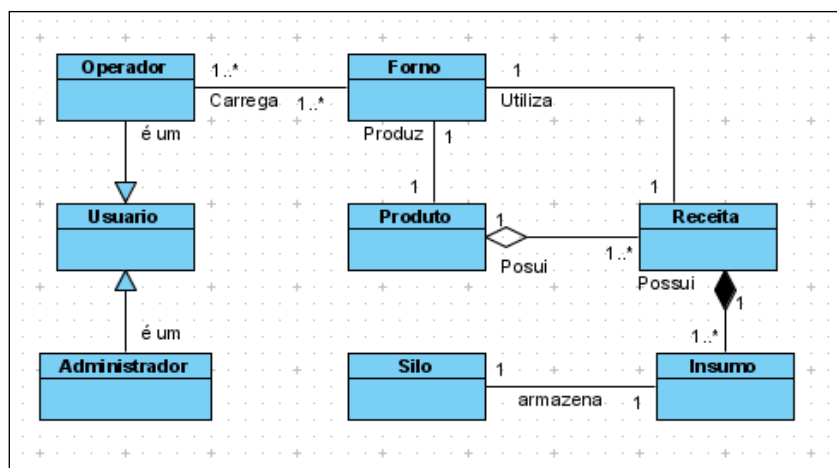 Operador
1..*
Carrega
1..*
Forno
1
Utiliza
é um
Produz
1
1
1
Usuario
Produto
1
Posui
1..*
Receita
Possui
1
é um
1..*
Administrador
Silo
1
armazena
1
Insumo